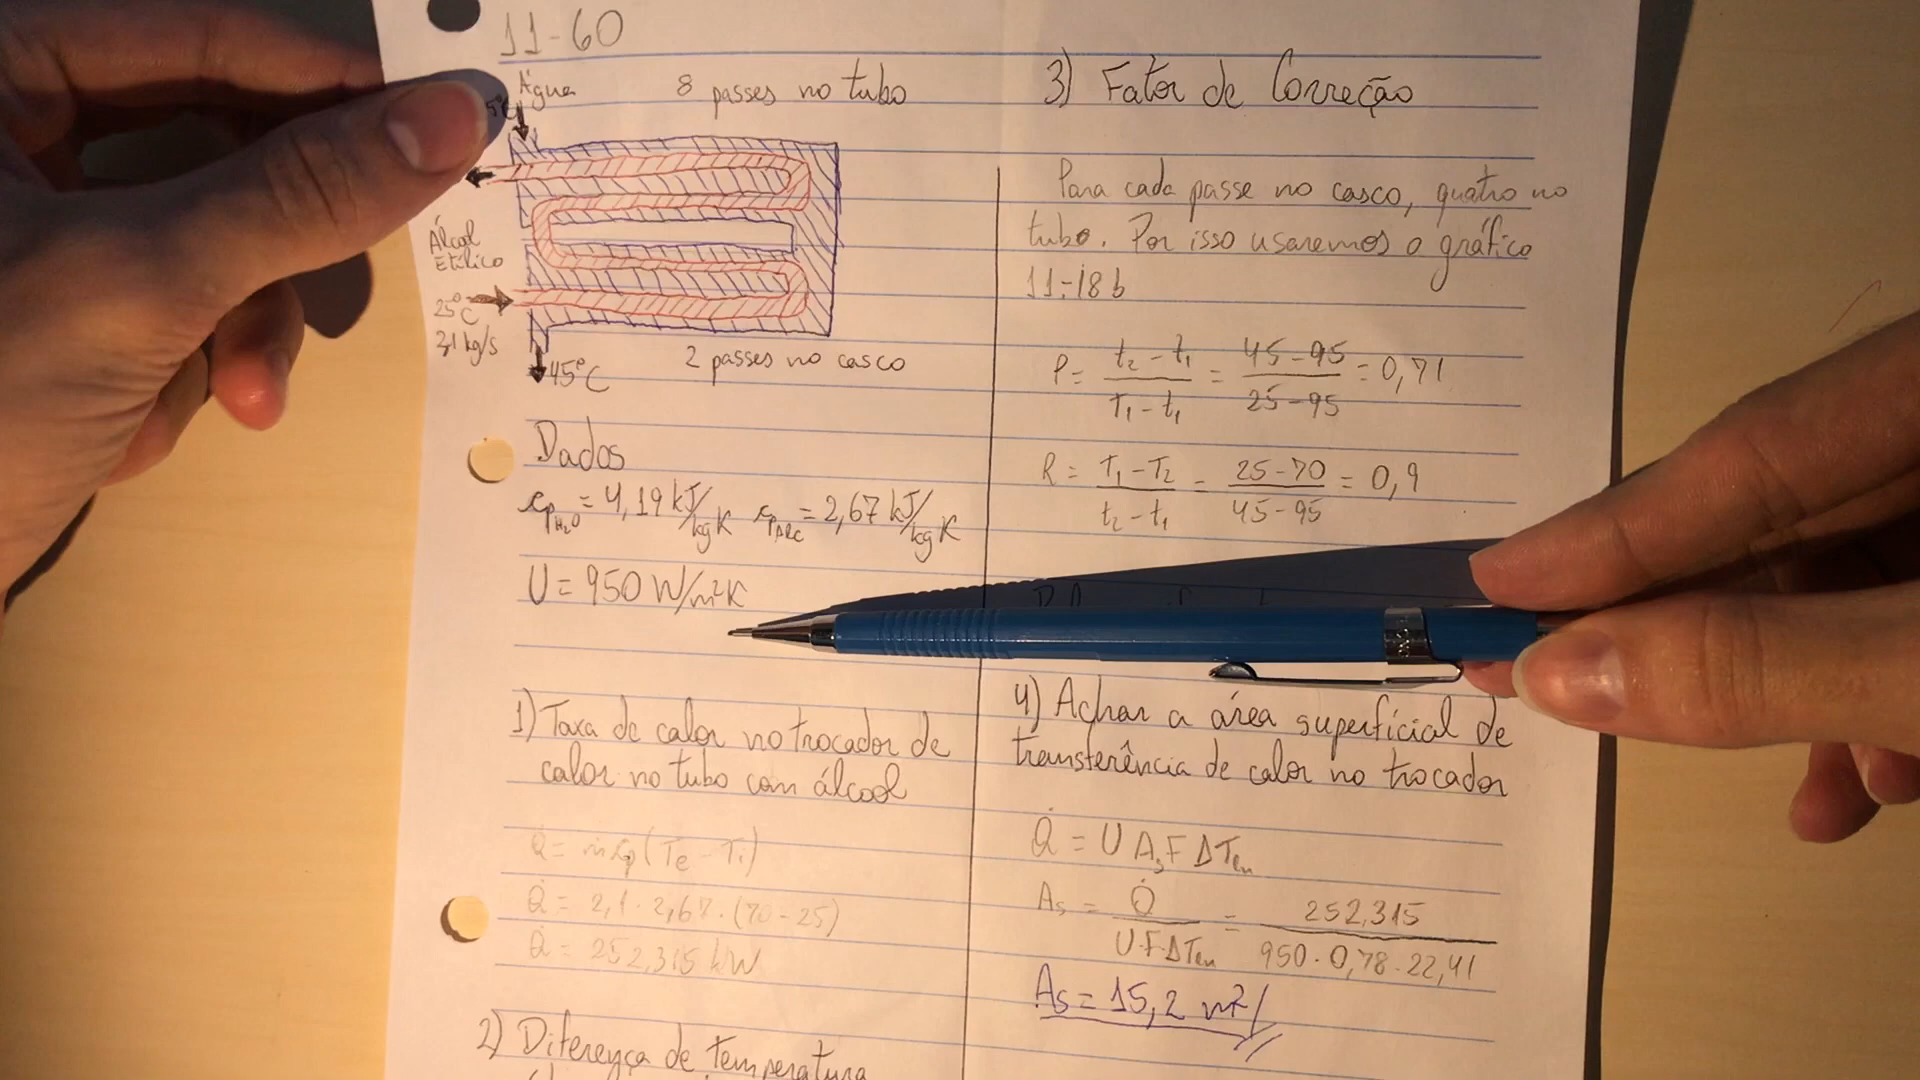 11-60
Água
8 passes no tubo
5°C
Álcool
Etílico
25°C
2,1 kg/s
45°C
2 passes no casco
Dados
cpH₂O = 4,19 kJ/kgK cpALC = 2,67 kJ/kgK
U = 950 W/m²K
1) Taxa de calor no trocador de
calor no tubo com álcool
Q̇ = ṁcp(Te - Ti)
Q̇ = 2,1 · 2,67 · (70 - 25)
Q̇ = 252,315 kW
2) Diferença de temperatura
3) Fator de Correção
Para cada passe no casco, quatro no
tubo. Por isso usaremos o gráfico
11-18b
P = t₂ - t₁ / T₁ - t₁ = 45 - 95 / 25 - 95 = 0,71
R = T₁ - T₂ / t₂ - t₁ = 25 - 70 / 45 - 95 = 0,9
4) Achar a área superficial de
transferência de calor no trocador
Q̇ = U As F ΔTln
As = Q̇ / U·F·ΔTln = 252,315 / 950 · 0,78 · 22,41
As = 15,2 m²//